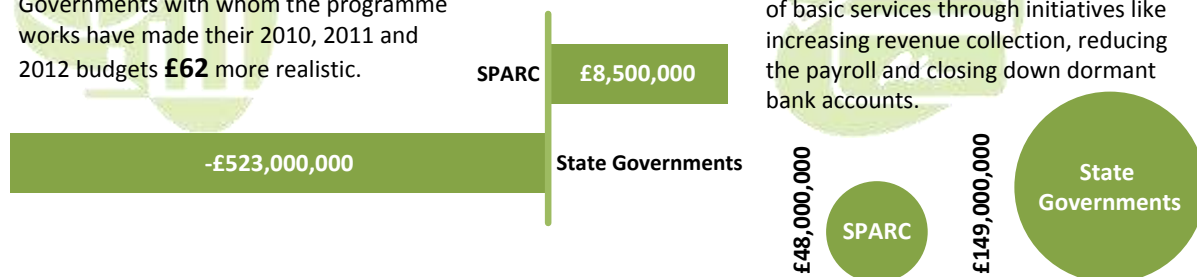 Governments with whom the programme
works have made their 2010, 2011 and
2012 budgets £62 more realistic.
SPARC
£8,500,000
-£523,000,000
State Governments
of basic services through initiatives like
increasing revenue collection, reducing
the payroll and closing down dormant
bank accounts.
£48,000,000
SPARC
£149,000,000
State
Governments